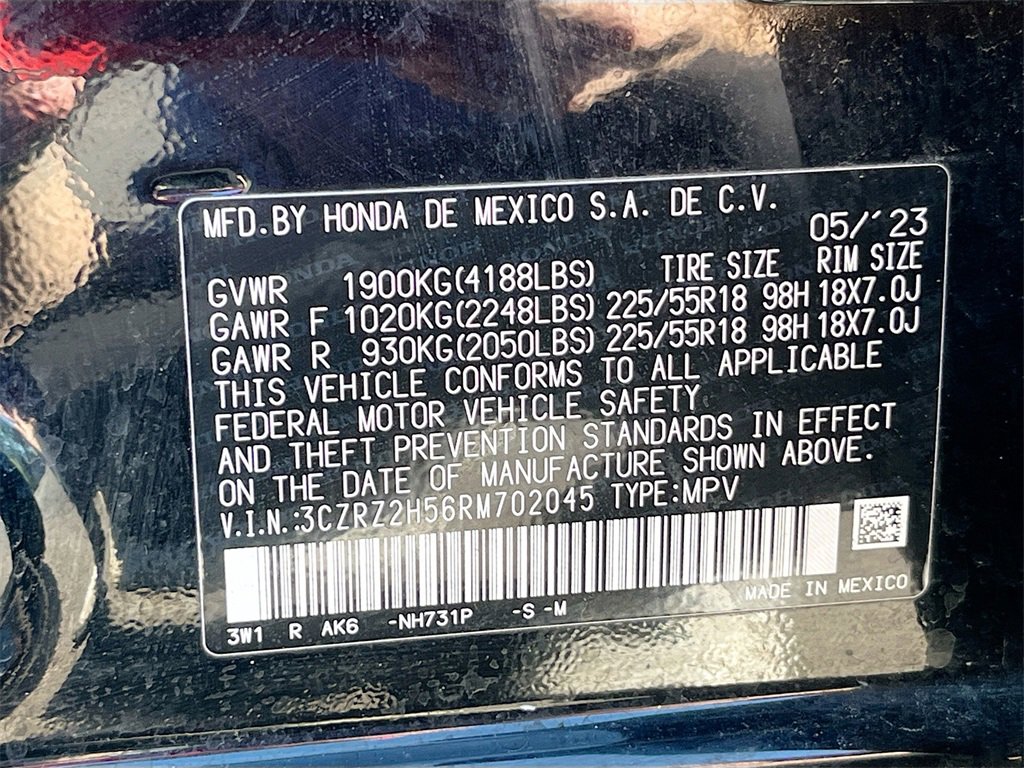 MFD.BY HONDA DE MEXICO S.A. DE C.V.
05/'23
GVWR 1900KG(4188LBS) TIRE SIZE RIM SIZE
GAWR F 1020KG(2248LBS) 225/55R18 98H 18X7.0J
GAWR R 930KG(2050LBS) 225/55R18 98H 18X7.0J
THIS VEHICLE CONFORMS TO ALL APPLICABLE
FEDERAL MOTOR VEHICLE SAFETY
AND THEFT PREVENTION STANDARDS IN EFFECT
ON THE DATE OF MANUFACTURE SHOWN ABOVE.
V.I.N.:3CZRZ2H56RM702045 TYPE:MPV
MADE IN MEXICO
3W1 R AK6 -NH731P -S -M